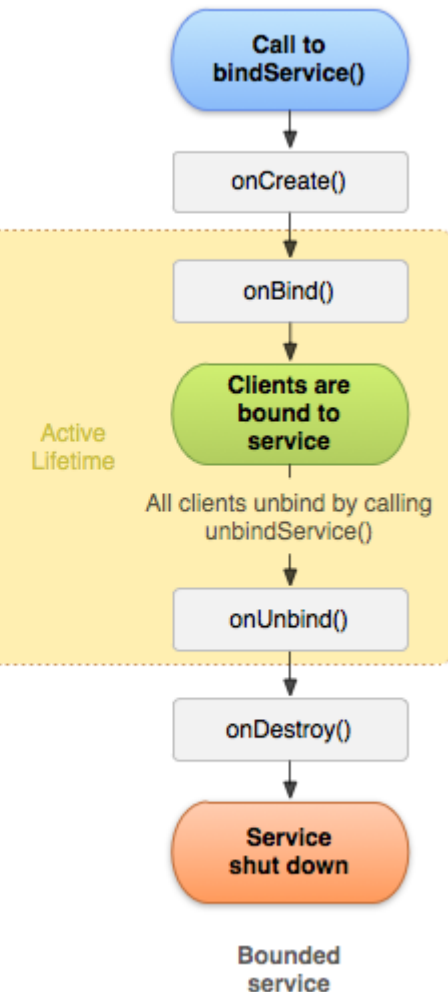 Call to
bindService()
onCreate()
onBind()
Clients are
bound to
service
Active
Lifetime
All clients unbind by calling
unbindService()
onUnbind()
onDestroy()
Service
shut down
Bounded
service